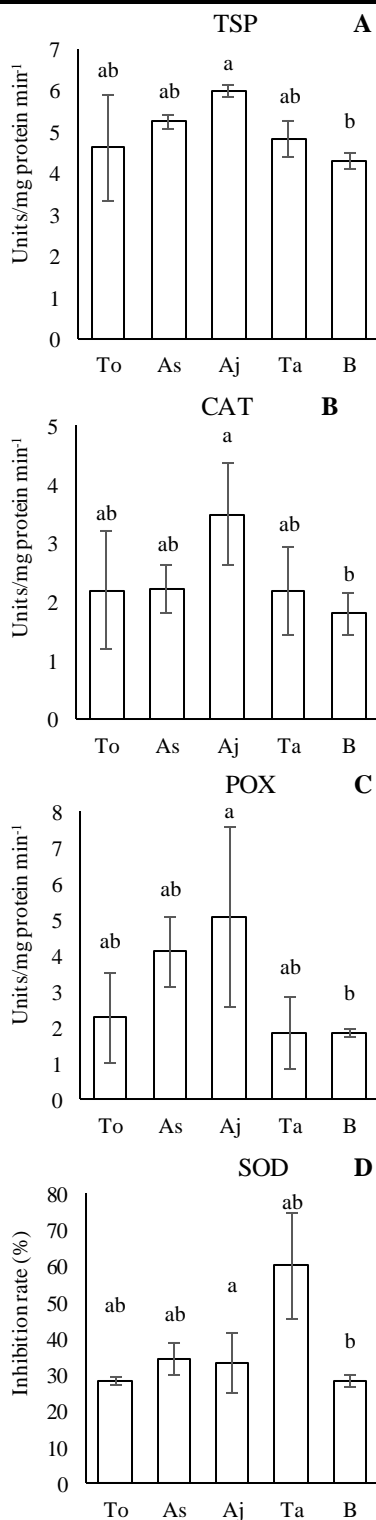 TSP A
7
6
5
4
3
2
1
0
Units/mg protein min-1
ab ab a ab b
To As Aj Ta B
CAT B
5
4
3
2
1
0
Units/mg protein min-1
ab ab a ab b
To As Aj Ta B
POX C
8
7
6
5
4
3
2
1
0
Units/mg protein min-1
ab ab a ab b
To As Aj Ta B
SOD D
80
70
60
50
40
30
20
10
0
Inhibition rate (%)
ab ab a ab b
To As Aj Ta B